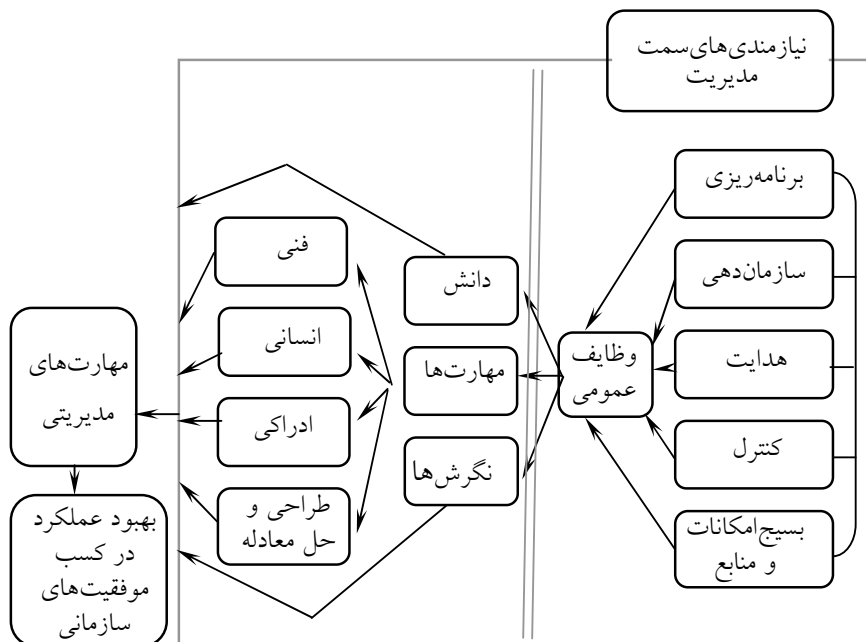 نیازمندی‌های‌سمت
مدیریت
برنامه‌ریزی
سازمان‌دهی
هدایت
کنترل
بسیج‌امکانات
و منابع
وظایف
عمومی
دانش
مهارت‌ها
نگرش‌ها
فنی
انسانی
ادراکی
طراحی و
حل معادله
مهارت‌های
مدیریتی
بهبود عملکرد
در کسب
موفقیت‌های
سازمانی